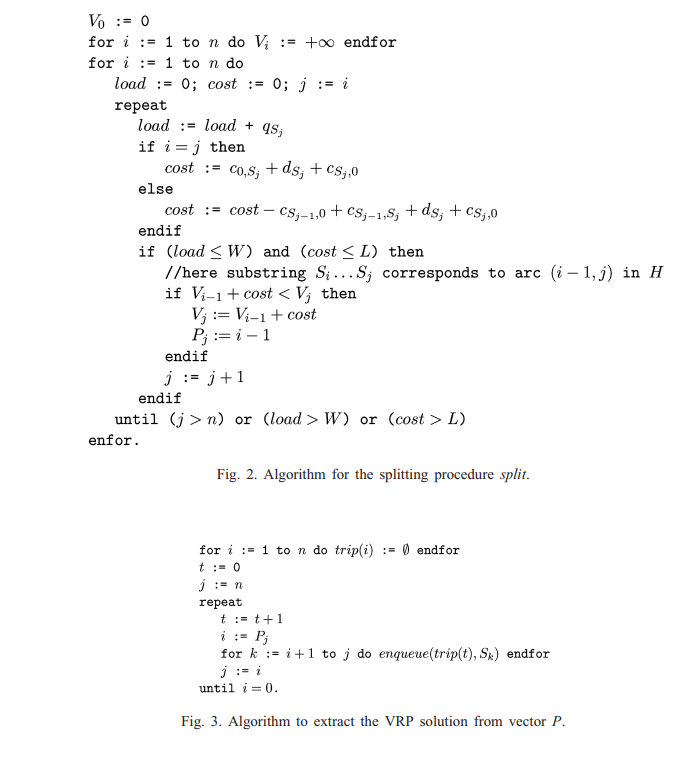 V₀ := 0
for i := 1 to n do Vᵢ := +∞ endfor
for i := 1 to n do
load := 0; cost := 0; j := i
repeat
load := load + q_{S_j}
if i = j then
cost := c_{0,S_j} + d_{S_j} + c_{S_j,0}
else
cost := cost − c_{S_{j−1},0} + c_{S_{j−1},S_j} + d_{S_j} + c_{S_j,0}
endif
if (load ≤ W) and (cost ≤ L) then
//here substring S_i...S_j corresponds to arc (i − 1, j) in H
if V_{i−1} + cost < V_j then
V_j := V_{i−1} + cost
P_j := i − 1
endif
j := j + 1
endif
until (j > n) or (load > W) or (cost > L)
enfor.
Fig. 2. Algorithm for the splitting procedure split.
for i := 1 to n do trip(i) := ∅ endfor
t := 0
j := n
repeat
t := t + 1
i := P_j
for k := i + 1 to j do enqueue(trip(t), S_k) endfor
j := i
until i = 0.
Fig. 3. Algorithm to extract the VRP solution from vector P.